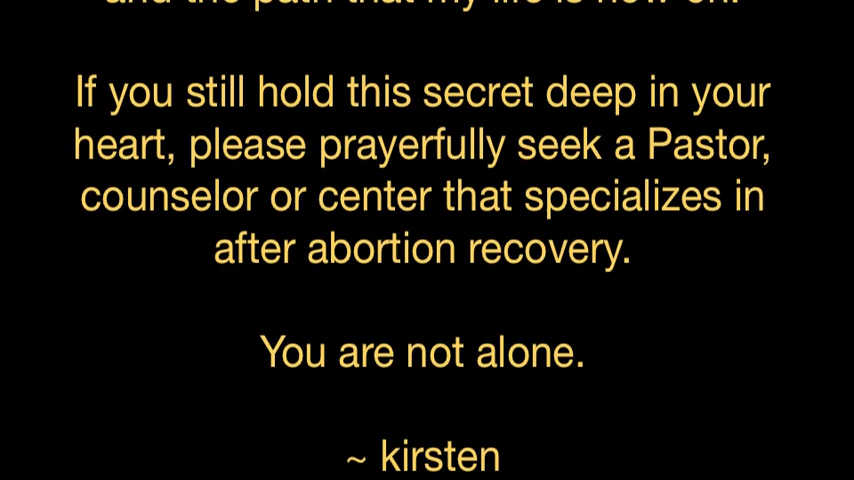 and the path that my life is now on.
If you still hold this secret deep in your
heart, please prayerfully seek a Pastor,
counselor or center that specializes in
after abortion recovery.
You are not alone.
~ kirsten